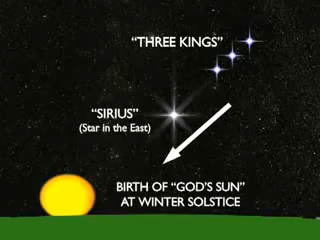 “THREE KINGS”
“SIRIUS”
(Star in the East)
BIRTH OF “GOD’S SUN”
AT WINTER SOLSTICE